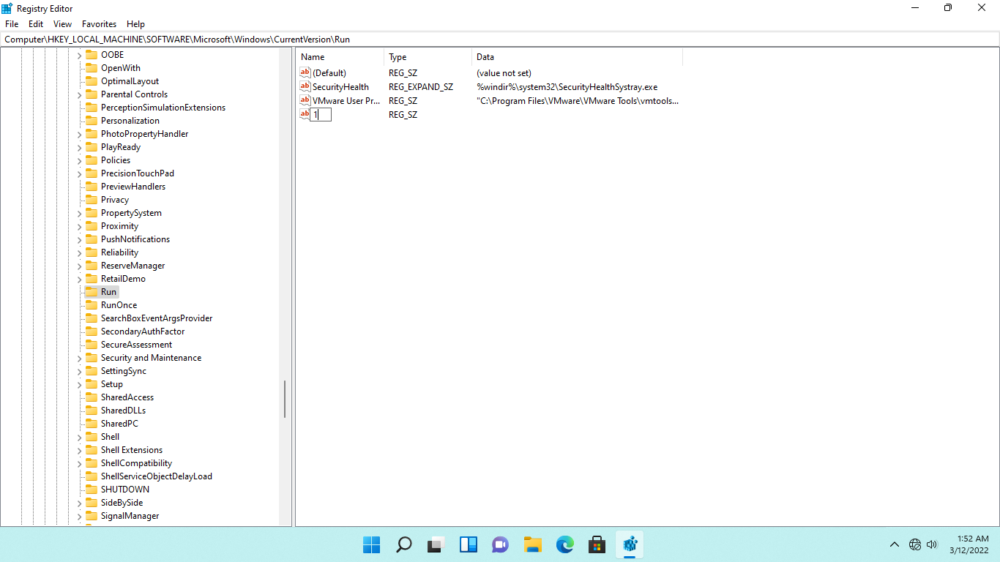 Registry Editor
File Edit View Favorites Help
Computer\HKEY_LOCAL_MACHINE\SOFTWARE\Microsoft\Windows\CurrentVersion\Run
OOBE
OpenWith
OptimalLayout
Parental Controls
PerceptionSimulationExtensions
Personalization
PhotoPropertyHandler
PlayReady
Policies
PrecisionTouchPad
PreviewHandlers
Privacy
PropertySystem
Proximity
PushNotifications
Reliability
ReserveManager
RetailDemo
Run
RunOnce
SearchBoxEventArgsProvider
SecondaryAuthFactor
SecureAssessment
Security and Maintenance
SettingSync
Setup
SharedAccess
SharedDLLs
SharedPC
Shell
Shell Extensions
ShellCompatibility
ShellServiceObjectDelayLoad
SHUTDOWN
SideBySide
SignalManager
Name Type Data
ab (Default) REG_SZ (value not set)
ab SecurityHealth REG_EXPAND_SZ %windir%\system32\SecurityHealthSystray.exe
ab VMware User Pr... REG_SZ "C:\Program Files\VMware\VMware Tools\vmtools...
ab 1 REG_SZ
1:52 AM
3/12/2022